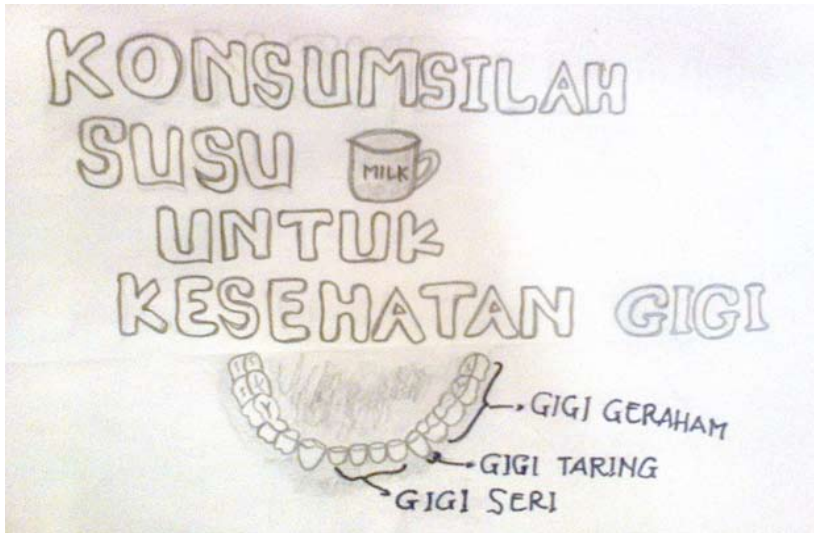 KONSUMSILAH
SUSU MILK
UNTUK
KESEHATAN GIGI
GIGI GERAHAM
GIGI TARING
GIGI SERI